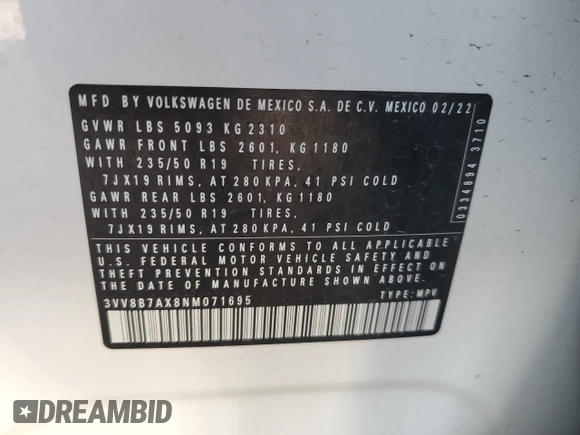 MFD BY VOLKSWAGEN DE MEXICO S.A. DE C.V. MEXICO 02/22
GVWR LBS 5093 KG 2310
GAWR FRONT LBS 2601, KG 1180
WITH 235/50 R19 TIRES,
7JX19 RIMS, AT 280 KPA, 41 PSI COLD
GAWR REAR LBS 2601, KG 1180
WITH 235/50 R19 TIRES,
7JX19 RIMS, AT 280 KPA, 41 PSI COLD
THIS VEHICLE CONFORMS TO ALL APPLICABLE
U.S. FEDERAL MOTOR VEHICLE SAFETY AND
THEFT PREVENTION STANDARDS IN EFFECT ON
THE DATE OF MANUFACTURE SHOWN ABOVE.
3VV8B7AX8NM071695 TYPE: MPV
0334894 3710
DREAMBID